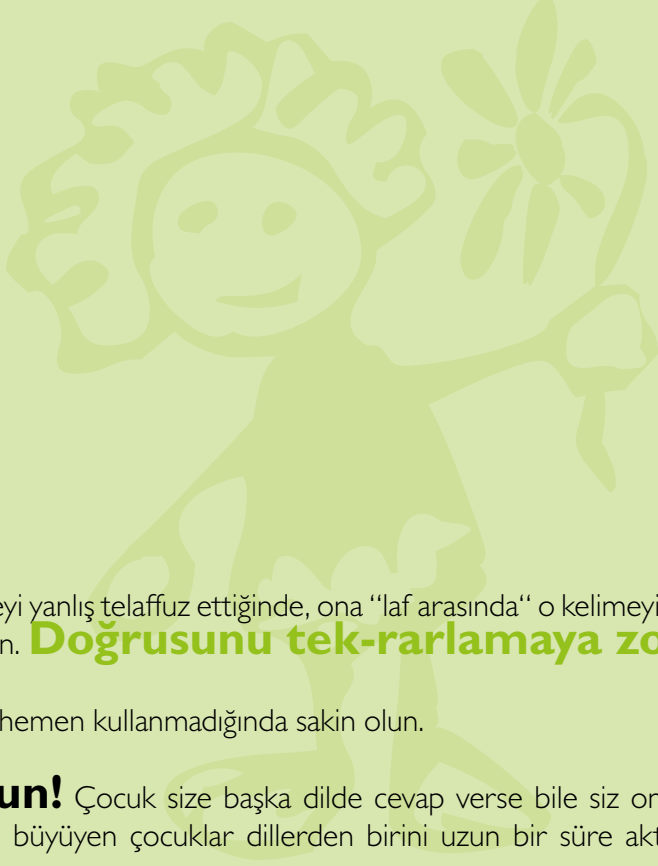 eyi yanlış telaffuz ettiğinde, ona “laf arasında“ o kelimeyi
n. Doğrusunu tek-rarlamaya zo
hemen kullanmadığında sakin olun.
un! Çocuk size başka dilde cevap verse bile siz on
büyüyen çocuklar dillerden birini uzun bir süre akt